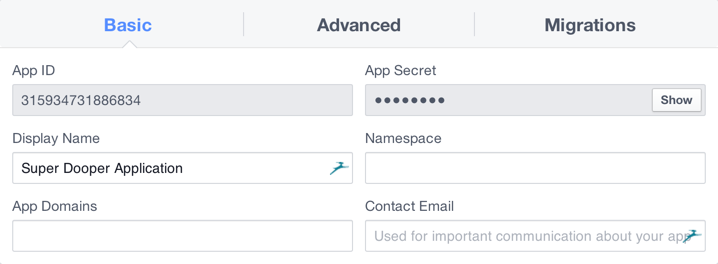 Basic Advanced Migrations
App ID App Secret
315934731886834 •••••••• Show
Display Name Namespace
Super Dooper Application
App Domains Contact Email
Used for important communication about your app